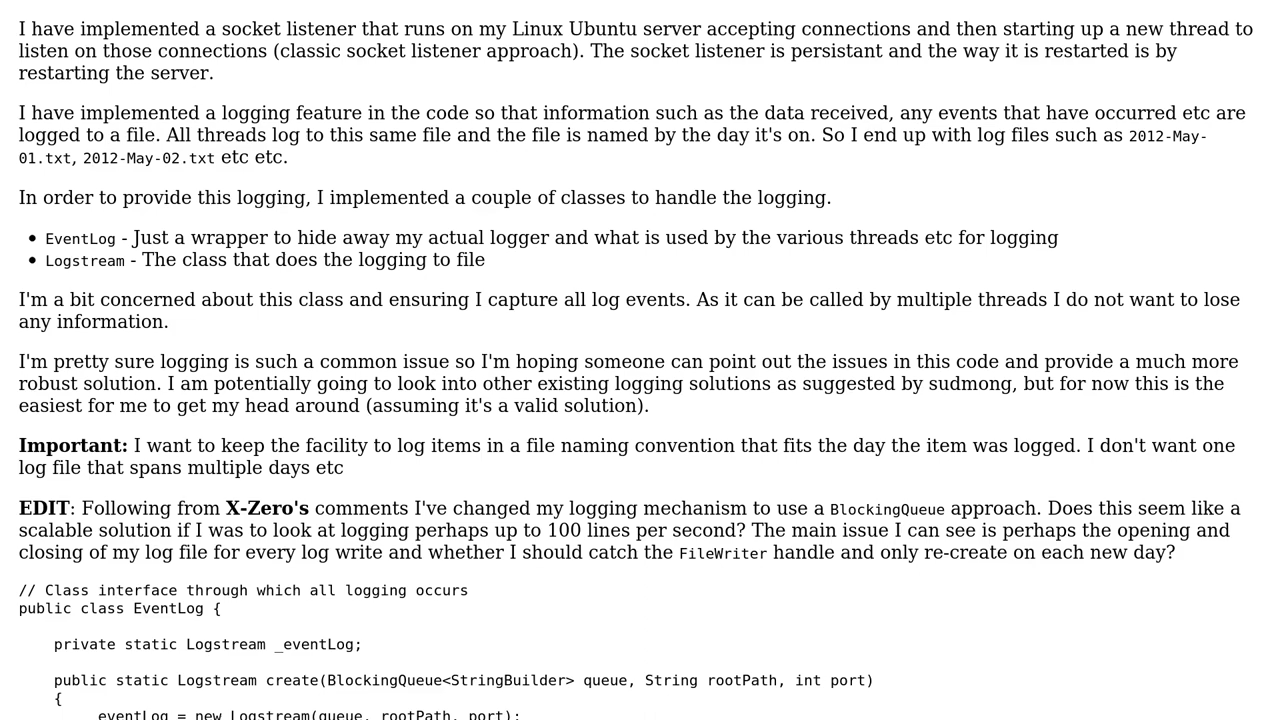 I have implemented a socket listener that runs on my Linux Ubuntu server accepting connections and then starting up a new thread to
listen on those connections (classic socket listener approach). The socket listener is persistant and the way it is restarted is by
restarting the server.
I have implemented a logging feature in the code so that information such as the data received, any events that have occurred etc are
logged to a file. All threads log to this same file and the file is named by the day it's on. So I end up with log files such as 2012-May-
01.txt, 2012-May-02.txt etc etc.
In order to provide this logging, I implemented a couple of classes to handle the logging.
• EventLog - Just a wrapper to hide away my actual logger and what is used by the various threads etc for logging
• Logstream - The class that does the logging to file
I'm a bit concerned about this class and ensuring I capture all log events. As it can be called by multiple threads I do not want to lose
any information.
I'm pretty sure logging is such a common issue so I'm hoping someone can point out the issues in this code and provide a much more
robust solution. I am potentially going to look into other existing logging solutions as suggested by sudmong, but for now this is the
easiest for me to get my head around (assuming it's a valid solution).
Important: I want to keep the facility to log items in a file naming convention that fits the day the item was logged. I don't want one
log file that spans multiple days etc
EDIT: Following from X-Zero's comments I've changed my logging mechanism to use a BlockingQueue approach. Does this seem like a
scalable solution if I was to look at logging perhaps up to 100 lines per second? The main issue I can see is perhaps the opening and
closing of my log file for every log write and whether I should catch the FileWriter handle and only re-create on each new day?
// Class interface through which all logging occurs
public class EventLog {
    private static Logstream _eventLog;
    public static Logstream create(BlockingQueue<StringBuilder> queue, String rootPath, int port)
    {
        eventLog = new Logstream(queue, rootPath, port);